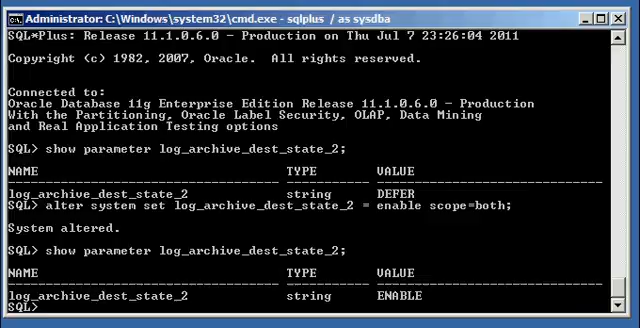 Administrator: C:\Windows\system32\cmd.exe - sqlplus / as sysdba
SQL*Plus: Release 11.1.0.6.0 - Production on Thu Jul 7 23:26:04 2011
Copyright (c) 1982, 2007, Oracle. All rights reserved.
Connected to:
Oracle Database 11g Enterprise Edition Release 11.1.0.6.0 - Production
With the Partitioning, Oracle Label Security, OLAP, Data Mining
and Real Application Testing options
SQL> show parameter log_archive_dest_state_2;
NAME TYPE VALUE
log_archive_dest_state_2 string DEFER
SQL> alter system set log_archive_dest_state_2 = enable scope=both;
System altered.
SQL> show parameter log_archive_dest_state_2;
NAME TYPE VALUE
log_archive_dest_state_2 string ENABLE
SQL>